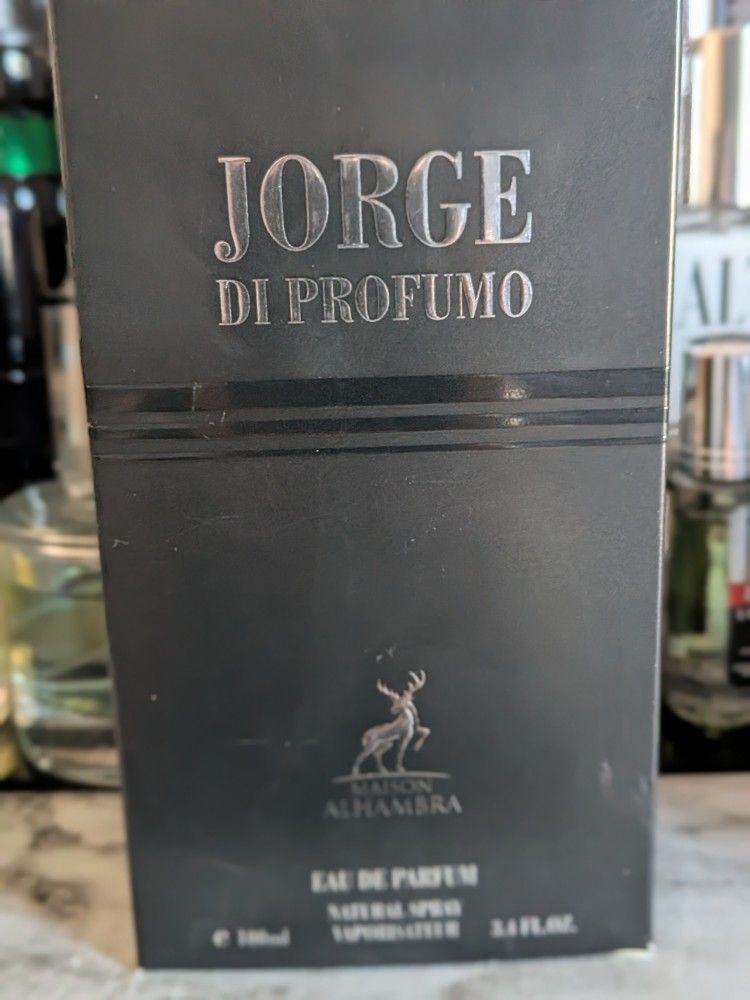 JORGE
DI PROFUMO
MAISON
ALHAMBRA
EAU DE PARFUM
NATURAL SPRAY
VAPORISATEUR
e 100ml
3.4 FL.OZ.